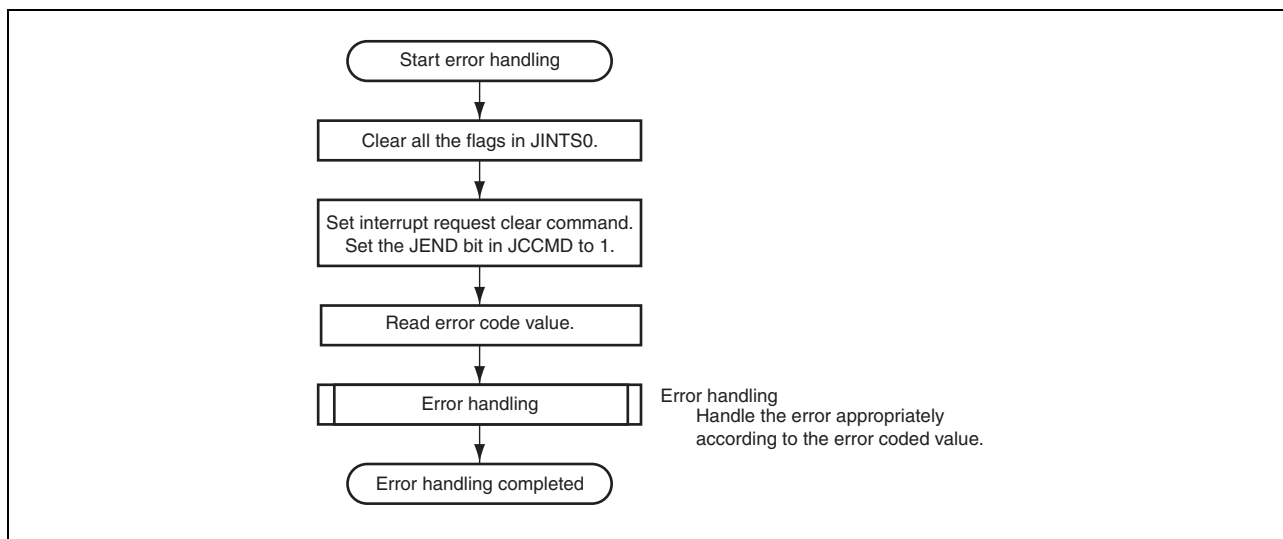 Start error handling
Clear all the flags in JINTS0.
Set interrupt request clear command.
Set the JEND bit in JCCMD to 1.
Read error code value.
Error handling
Error handling
Handle the error appropriately
according to the error coded value.
Error handling completed